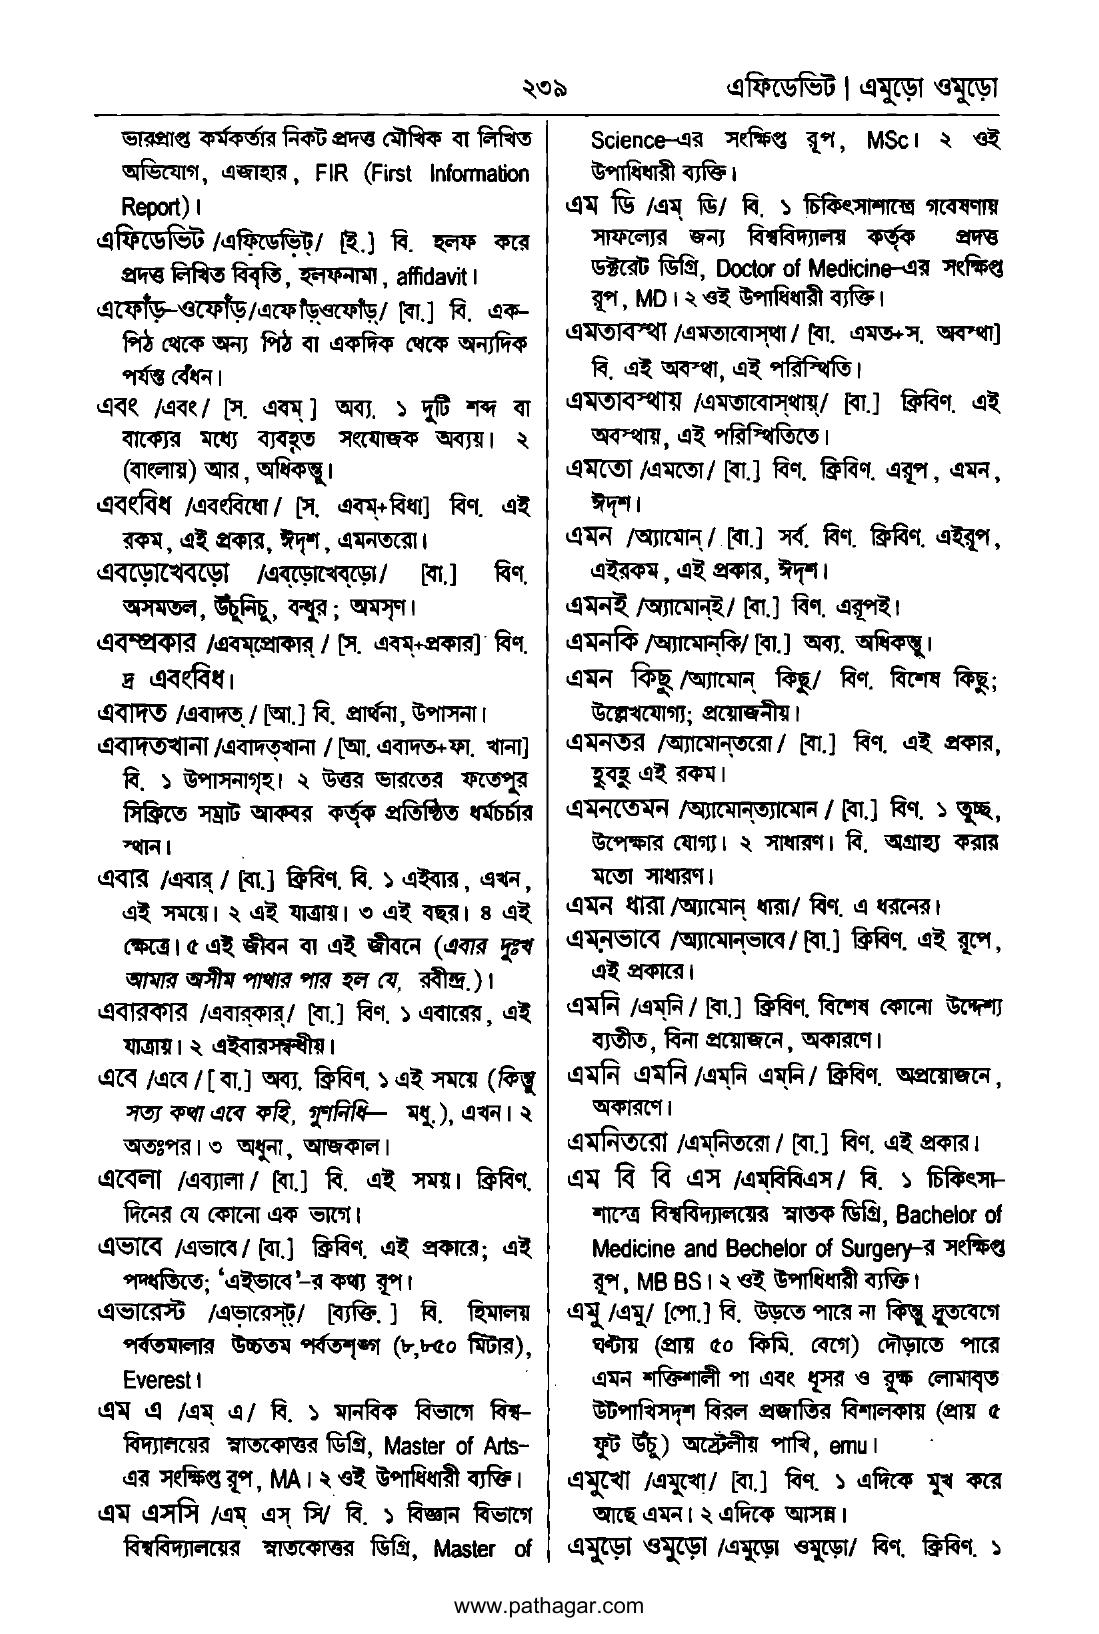 ২৩৯
এফিডেভিট | এমুড়ো ওমুড়ো
ভারপ্রাপ্ত কর্মকর্তার নিকট প্রদত্ত মৌখিক বা লিখিত
অভিযোগ, এজাহার, FIR (First Information
Report)।
এফিডেভিট /এফিডেভিট্/ [ই.] বি. হলফ করে
প্রদত্ত লিখিত বিবৃতি, হলফনামা, affidavit।
এফোঁড়-ওফোঁড়/এফোঁড়্ওফোঁড়্/ [বা.] বি. এক-
পিঠ থেকে অন্য পিঠ বা একদিক থেকে অন্যদিক
পর্যন্ত বেঁধন।
এবং /এবং/ [স. এবম্] অব্য. ১ দুটি শব্দ বা
বাক্যের মধ্যে ব্যবহৃত সংযোজক অব্যয়। ২
(বাংলায়) আর, অধিকন্তু।
এবংবিধ /এবংবিধো/ [স. এবম্+বিধা] বিণ. এই
রকম, এই প্রকার, ঈদৃশ, এমনতরো।
এবড়োখেবড়ো /এব্ড়োখেব্ড়ো/ [বা.] বিণ.
অসমতল, উঁচুনিচু, বন্ধুর; অমসৃণ।
এবম্প্রকার /এবম্প্রোকার্/ [স. এবম্+প্রকার] বিণ.
দ্র এবংবিধ।
এবাদত /এবাদত্/ [আ.] বি. প্রার্থনা, উপাসনা।
এবাদতখানা /এবাদত্খানা/ [আ. এবাদত+ফা. খানা]
বি. ১ উপাসনাগৃহ। ২ উত্তর ভারতের ফতেপুর
সিক্রিতে সম্রাট আকবর কর্তৃক প্রতিষ্ঠিত ধর্মচর্চার
স্থান।
এবার /এবার্/ [বা.] ক্রিবিণ. বি. ১ এইবার, এখন,
এই সময়ে। ২ এই যাত্রায়। ৩ এই বছর। ৪ এই
ক্ষেত্রে। ৫ এই জীবন বা এই জীবনে (এবার দুঃখ
আমার অসীম পাথার পার হল যে, রবীন্দ্র.)।
এবারকার /এবার্কার্/ [বা.] বিণ. ১ এবারের, এই
যাত্রায়। ২ এইবারসম্বন্ধীয়।
এবে /এবে/ [বা.] অব্য. ক্রিবিণ. ১ এই সময়ে (কিন্তু
সত্য কথা এবে কহি, গুণনিধি— মধু.), এখন। ২
অতঃপর। ৩ অধুনা, আজকাল।
এবেলা /এব্যালা/ [বা.] বি. এই সময়। ক্রিবিণ.
দিনের যে কোনো এক ভাগে।
এভাবে /এভাবে/ [বা.] ক্রিবিণ. এই প্রকারে; এই
পদ্ধতিতে; ‘এইভাবে’-র কথ্য রূপ।
এভারেস্ট /এভারেস্ট্/ [ব্যক্তি.] বি. হিমালয়
পর্বতমালার উচ্চতম পর্বতশৃঙ্গ (৮,৮৫০ মিটার),
Everest।
এম এ /এম্ এ/ বি. ১ মানবিক বিভাগে বিশ্ব-
বিদ্যালয়ের স্নাতকোত্তর ডিগ্রি, Master of Arts-
এর সংক্ষিপ্ত রূপ, MA। ২ ওই উপাধিধারী ব্যক্তি।
এম এসসি /এম্ এস্ সি/ বি. ১ বিজ্ঞান বিভাগে
বিশ্ববিদ্যালয়ের স্নাতকোত্তর ডিগ্রি, Master of
Science-এর সংক্ষিপ্ত রূপ, MSc। ২ ওই
উপাধিধারী ব্যক্তি।
এম ডি /এম্ ডি/ বি. ১ চিকিৎসাশাস্ত্রে গবেষণায়
সাফল্যের জন্য বিশ্ববিদ্যালয় কর্তৃক প্রদত্ত
ডক্টরেট ডিগ্রি, Doctor of Medicine-এর সংক্ষিপ্ত
রূপ, MD। ২ ওই উপাধিধারী ব্যক্তি।
এমতাবস্থা /এমতাবোস্থা/ [বা. এমত+স. অবস্থা]
বি. এই অবস্থা, এই পরিস্থিতি।
এমতাবস্থায় /এমতাবোস্থায়্/ [বা.] ক্রিবিণ. এই
অবস্থায়, এই পরিস্থিতিতে।
এমতো /এমতো/ [বা.] বিণ. ক্রিবিণ. এরূপ, এমন,
ঈদৃশ।
এমন /অ্যামোন্/ [বা.] সর্ব. বিণ. ক্রিবিণ. এইরূপ,
এইরকম, এই প্রকার, ঈদৃশ।
এমনই /অ্যামোন্ই/ [বা.] বিণ. এরূপই।
এমনকি /অ্যামোন্কি/ [বা.] অব্য. অধিকন্তু।
এমন কিছু /অ্যামোন্ কিছু/ বিণ. বিশেষ কিছু;
উল্লেখযোগ্য; প্রয়োজনীয়।
এমনতর /অ্যামোন্তরো/ [বা.] বিণ. এই প্রকার,
হুবহু এই রকম।
এমনতেমন /অ্যামোন্ত্যামোন/ [বা.] বিণ. ১ তুচ্ছ,
উপেক্ষার যোগ্য। ২ সাধারণ। বি. অগ্রাহ্য করার
মতো সাধারণ।
এমন ধারা /অ্যামোন্ ধারা/ বিণ. এ ধরনের।
এমনভাবে /অ্যামোন্ভাবে/ [বা.] ক্রিবিণ. এই রূপে,
এই প্রকারে।
এমনি /এম্নি/ [বা.] ক্রিবিণ. বিশেষ কোনো উদ্দেশ্য
ব্যতীত, বিনা প্রয়োজনে, অকারণে।
এমনি এমনি /এম্নি এম্নি/ ক্রিবিণ. অপ্রয়োজনে,
অকারণে।
এমনিতরো /এম্নিতরো/ [বা.] বিণ. এই প্রকার।
এম বি বি এস /এম্বিবিএস/ বি. ১ চিকিৎসা-
শাস্ত্রে বিশ্ববিদ্যালয়ের স্নাতক ডিগ্রি, Bachelor of
Medicine and Bechelor of Surgery-র সংক্ষিপ্ত
রূপ, MB BS। ২ ওই উপাধিধারী ব্যক্তি।
এমু /এমু/ [পো.] বি. উড়তে পারে না কিন্তু দ্রুতবেগে
ঘণ্টায় (প্রায় ৫০ কিমি. বেগে) দৌড়াতে পারে
এমন শক্তিশালী পা এবং ধূসর ও রুক্ষ লোমাবৃত
উটপাখিসদৃশ বিরল প্রজাতির বিশালকায় (প্রায় ৫
ফুট উঁচু) অস্ট্রেলীয় পাখি, emu।
এমুখো /এমুখো/ [বা.] বিণ. ১ এদিকে মুখ করে
আছে এমন। ২ এদিকে আসন্ন।
এমুড়ো ওমুড়ো /এমুড়ো ওমুড়ো/ বিণ. ক্রিবিণ. ১
www.pathagar.com